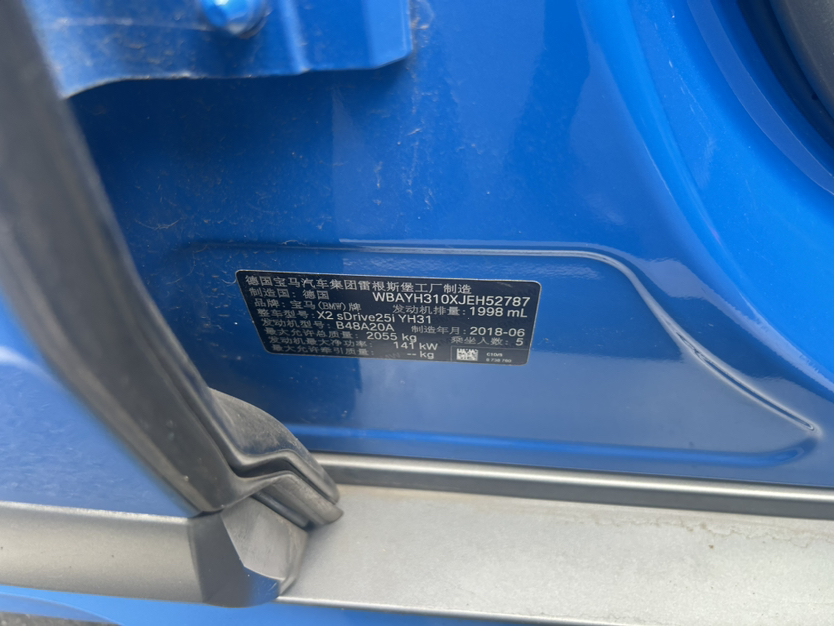 德国宝马汽车集团雷根斯堡工厂制造
制造国：德国 WBAYH310XJEH52787
品牌：宝马(BMW)牌 发动机排量：1998 mL
整车型号：X2 sDrive25i YH31
发动机型号：B48A20A 制造年月：2018-06
最大允许总质量：2055 kg 乘坐人数：5
发动机最大净功率：141 kW
最大允许牵引质量：-- kg